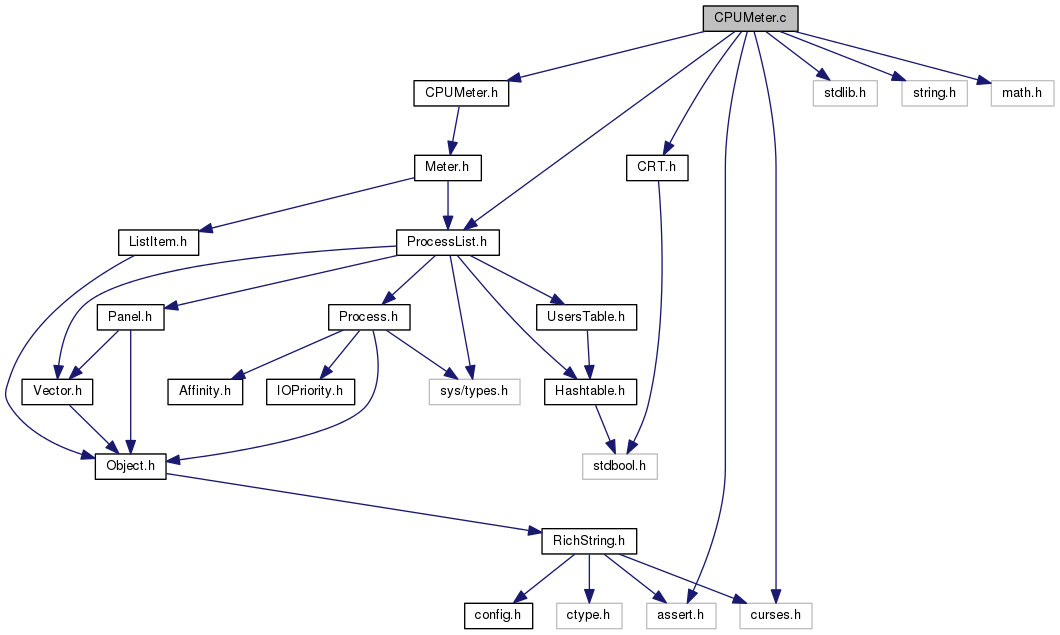 CPUMeter.c
CPUMeter.h
stdlib.h
string.h
math.h
Meter.h
CRT.h
ListItem.h
ProcessList.h
Panel.h
Process.h
UsersTable.h
Vector.h
Affinity.h
IOPriority.h
sys/types.h
Hashtable.h
Object.h
stdbool.h
RichString.h
config.h
ctype.h
assert.h
curses.h